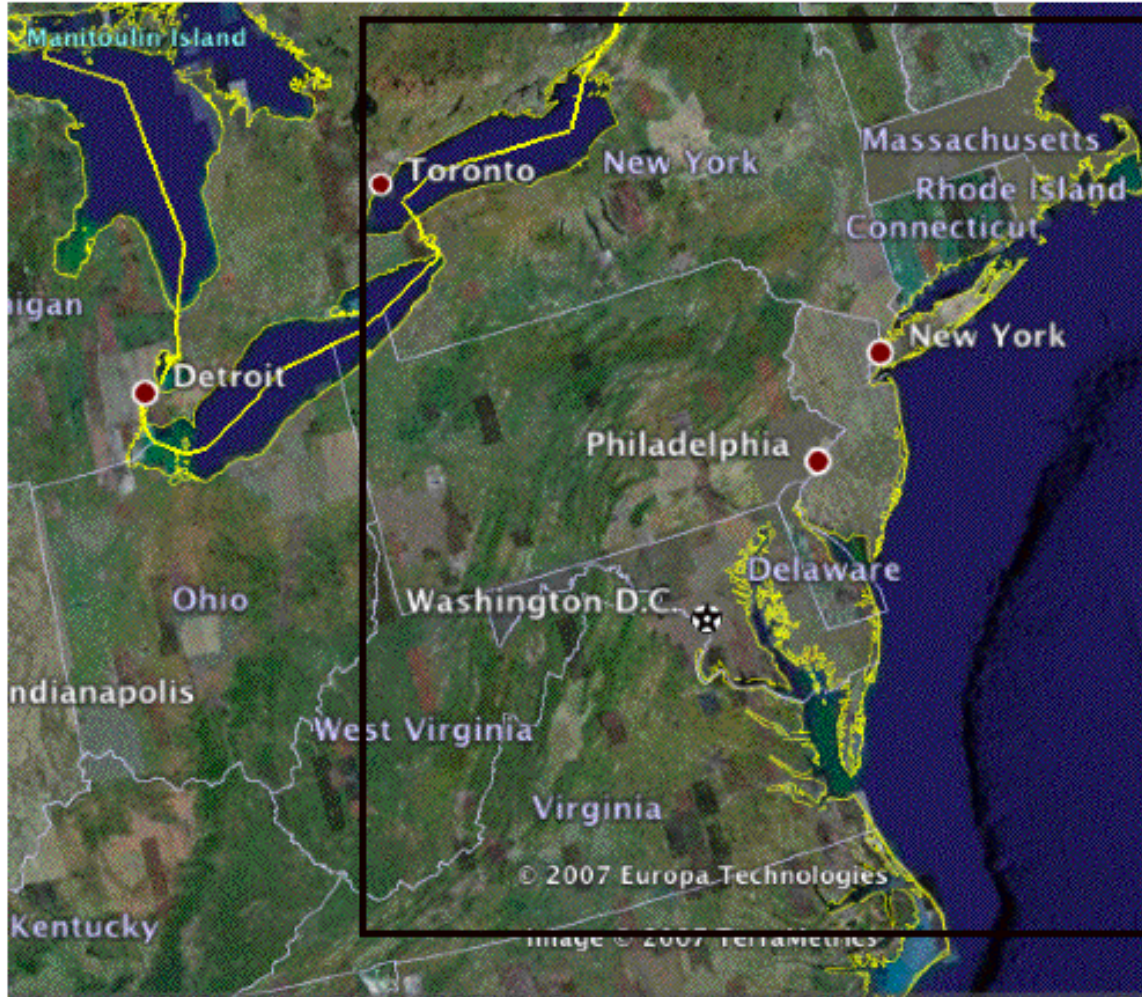 Manitoulin Island
Massachusetts
New York
Toronto
Rhode Island
Connecticut
higan
New York
Detroit
Philadelphia
Delaware
Ohio
Washington D.C.
ndianapolis
West Virginia
Virginia
© 2007 Europa Technologies
Kentucky
Image © 2007 TerraMetrics